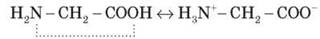 H₂N – CH₂ – COOH ↔ H₃N⁺ – CH₂ – COO⁻